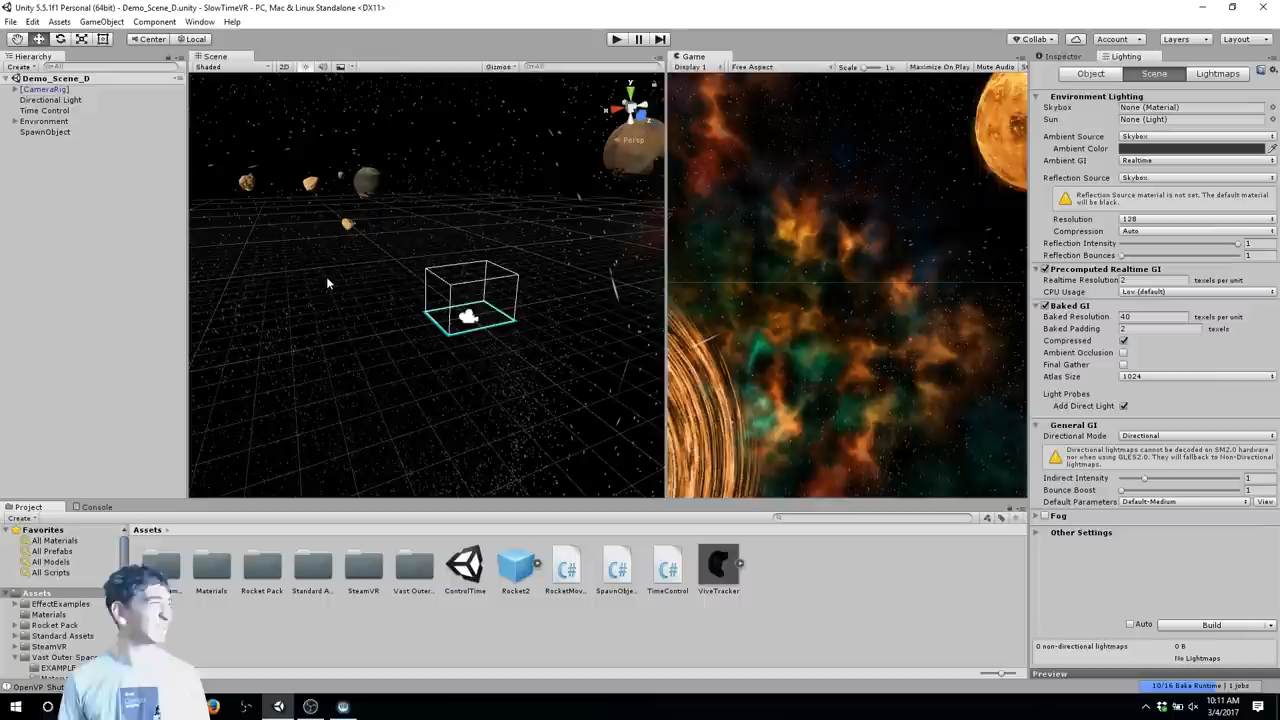 Unity 5.5.1f1 Personal (64bit) - Demo_Scene_D.unity - SlowTimeVR - PC, Mac & Linux Standalone <DX11>
File Edit Assets GameObject Component Window Help
Center Local Collab Account Layers Layout
Hierarchy
Create All
Demo_Scene_D
[CameraRig]
Directional Light
Time Control
Environment
SpawnObject
Scene
Shaded 2D Gizmos All
Persp
Game
Display 1 Free Aspect Scale 1x Maximize On Play Mute Audio
Inspector Lighting
Object Scene Lightmaps
Environment Lighting
Skybox None (Material)
Sun None (Light)
Ambient Source Skybox
Ambient Color
Ambient GI Realtime
Reflection Source Skybox
Reflection Source material is not set. The default material
will be black.
Resolution 128
Compression Auto
Reflection Intensity 1
Reflection Bounces 1
Precomputed Realtime GI
Realtime Resolution 2 texels per unit
CPU Usage Low (default)
Baked GI
Baked Resolution 40 texels per unit
Baked Padding 2 texels
Compressed
Ambient Occlusion
Final Gather
Atlas Size 1024
Light Probes
Add Direct Light
General GI
Directional Mode Directional
Directional lightmaps cannot be decoded on SM2.0 hardware
nor when using GLES2.0. They will fallback to Non-Directional
lightmaps.
Indirect Intensity 1
Bounce Boost 1
Default Parameters Default-Medium View
Fog
Other Settings
Auto Build
0 non-directional lightmaps 0 B
No Lightmaps
Preview
10/16 Bake Runtime | 1 jobs
Project Console
Create
Favorites
All Materials
All Prefabs
All Models
All Scripts
Assets
EffectExamples
Materials
Rocket Pack
Standard Assets
SteamVR
Vast Outer Spac
EXAMPLE
Assets
Materials Rocket Pack Standard A... SteamVR Vast Outer... ControlTime Rocket2 RocketMov... SpawnObje... TimeControl ViveTracker
OpenVR Shut
10:11 AM
3/4/2017